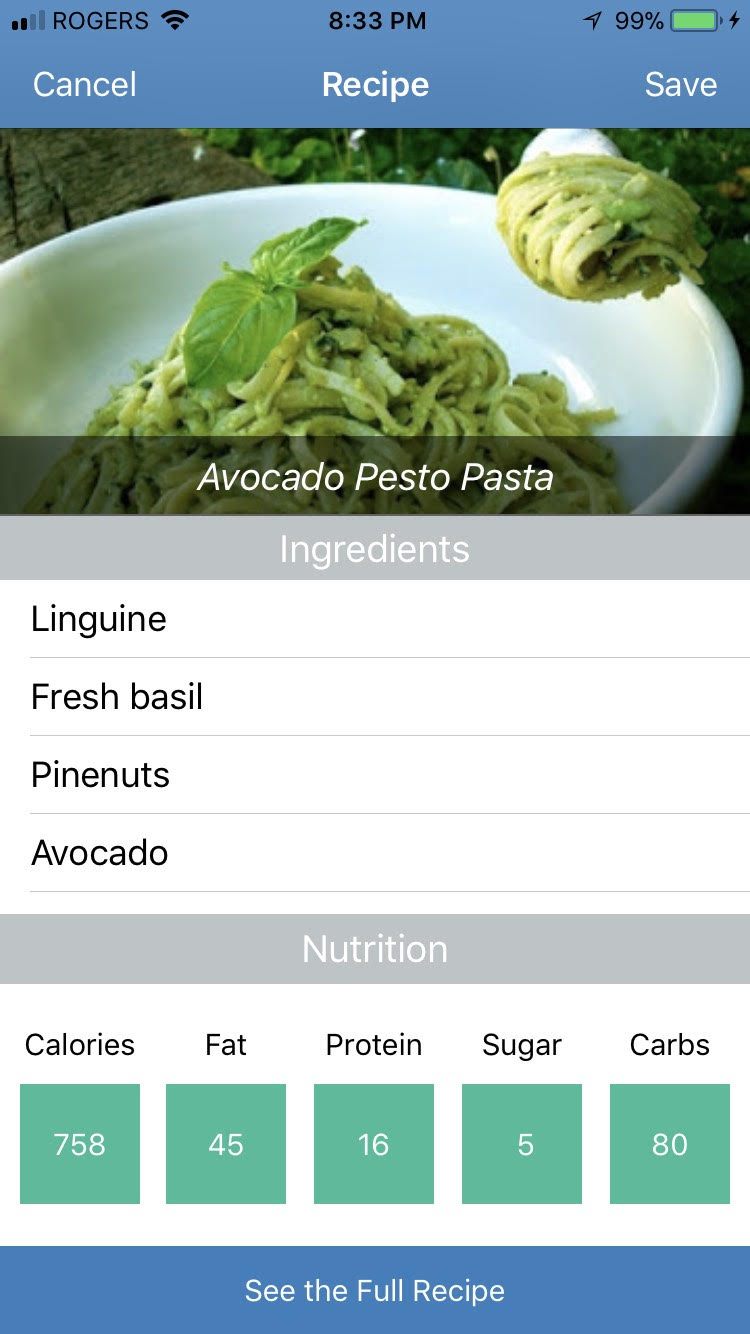 ROGERS 8:33 PM 99%
Cancel Recipe Save
Avocado Pesto Pasta
Ingredients
Linguine
Fresh basil
Pinenuts
Avocado
Nutrition
Calories Fat Protein Sugar Carbs
758 45 16 5 80
See the Full Recipe